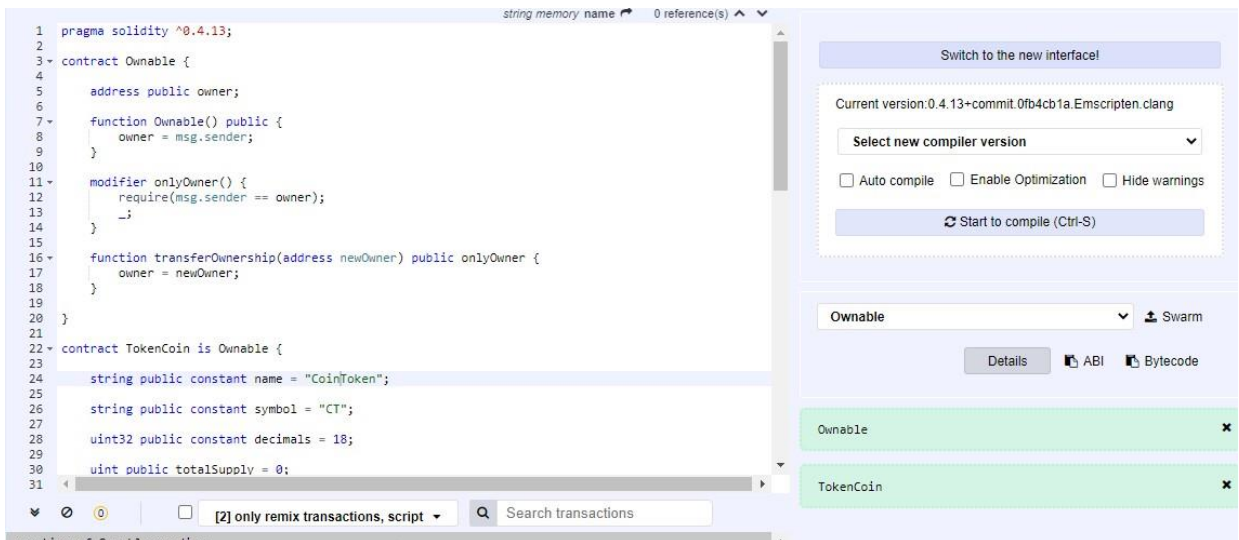 string memory name 0 reference(s)
1 pragma solidity ^0.4.13;
2
3 contract Ownable {
4
5 address public owner;
6
7 function Ownable() public {
8 owner = msg.sender;
9 }
10
11 modifier onlyOwner() {
12 require(msg.sender == owner);
13 _;
14 }
15
16 function transferOwnership(address newOwner) public onlyOwner {
17 owner = newOwner;
18 }
19
20 }
21
22 contract TokenCoin is Ownable {
23
24 string public constant name = "CoinToken";
25
26 string public constant symbol = "CT";
27
28 uint32 public constant decimals = 18;
29
30 uint public totalSupply = 0;
31
0
[2] only remix transactions, script
Search transactions
Switch to the new interface!
Current version:0.4.13+commit.0fb4cb1a.Emscripten.clang
Select new compiler version
Auto compile Enable Optimization Hide warnings
Start to compile (Ctrl-S)
Ownable Swarm
Details ABI Bytecode
Ownable
TokenCoin